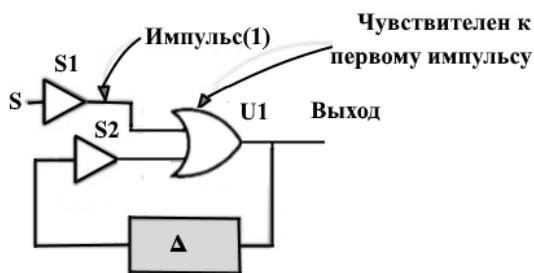 Чувствителен к
первому импульсу
Импульс(1)
S1
S
U1
Выход
S2
Δ